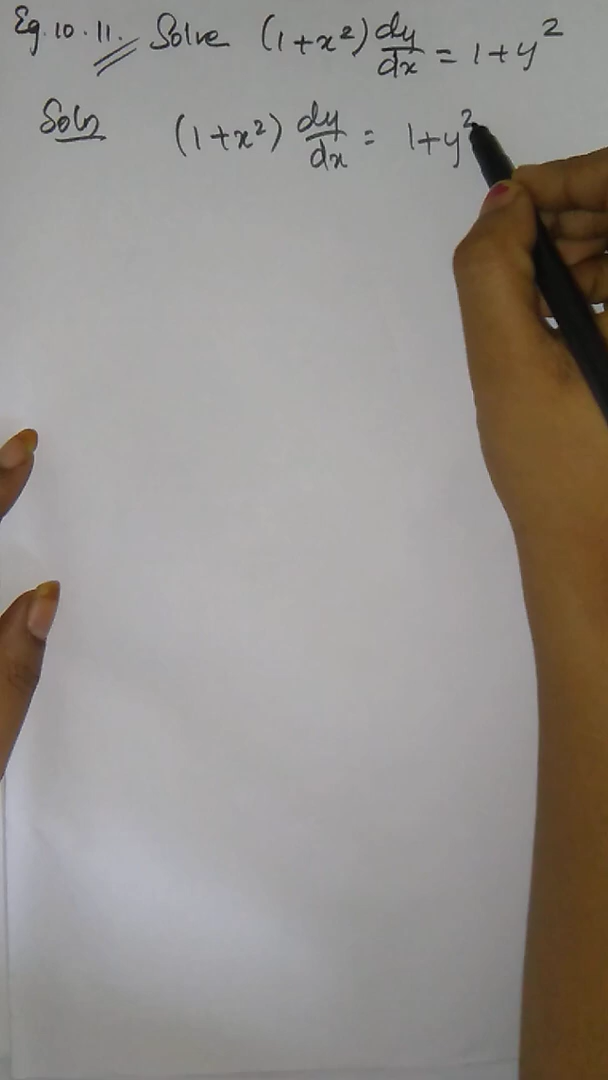 Eg. 10.11. Solve (1+x²) dy/dx = 1+y²
Soln (1+x²) dy/dx = 1+y²